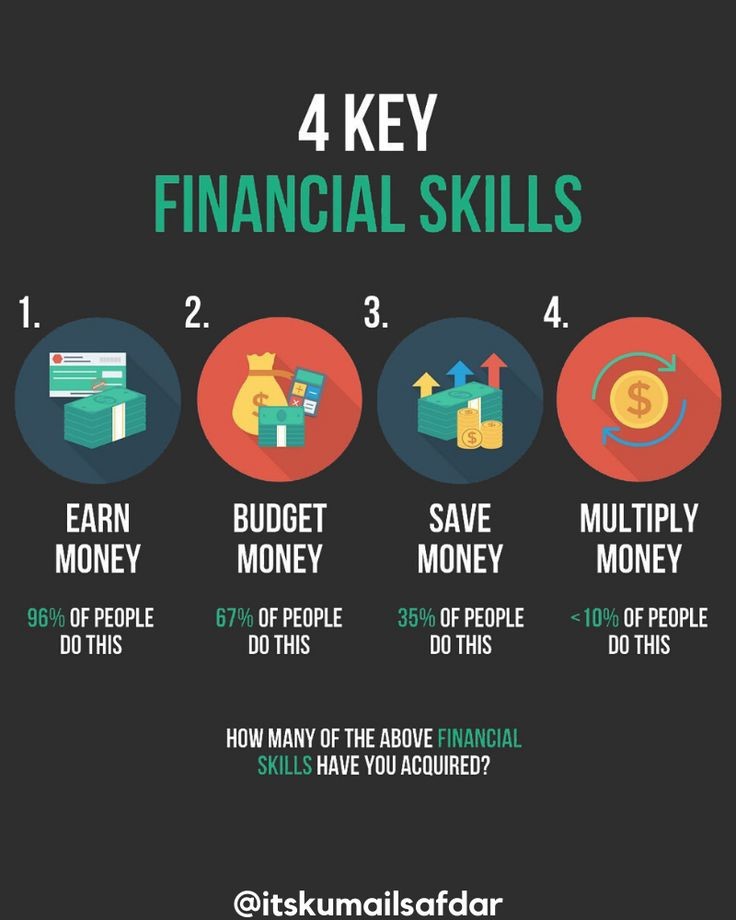 4 KEY
FINANCIAL SKILLS
1.
2.
3.
4.
EARN
MONEY
BUDGET
MONEY
SAVE
MONEY
MULTIPLY
MONEY
96% OF PEOPLE
DO THIS
67% OF PEOPLE
DO THIS
35% OF PEOPLE
DO THIS
<10% OF PEOPLE
DO THIS
HOW MANY OF THE ABOVE FINANCIAL
SKILLS HAVE YOU ACQUIRED?
@itskumailsafdar